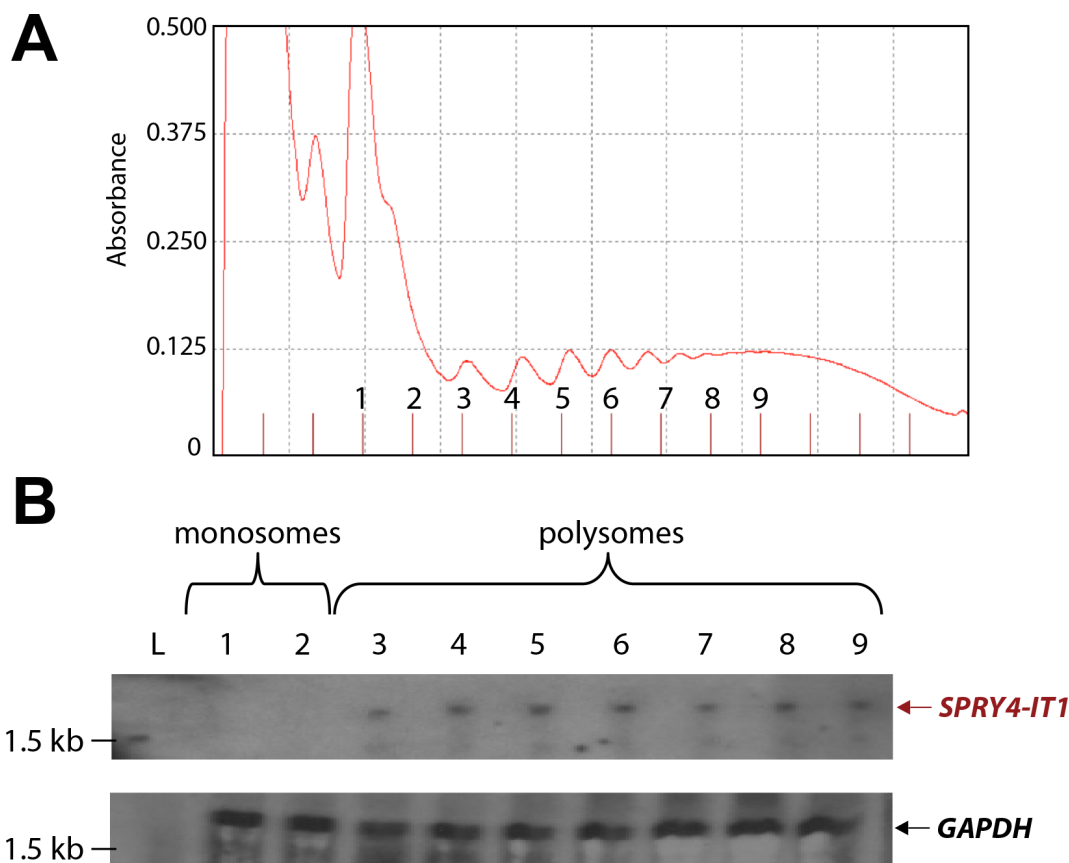 A
0.500
0.375
0.250
0.125
0
Absorbance
1 2 3 4 5 6 7 8 9
B
monosomes polysomes
L 1 2 3 4 5 6 7 8 9
SPRY4-IT1
1.5 kb
GAPDH
1.5 kb